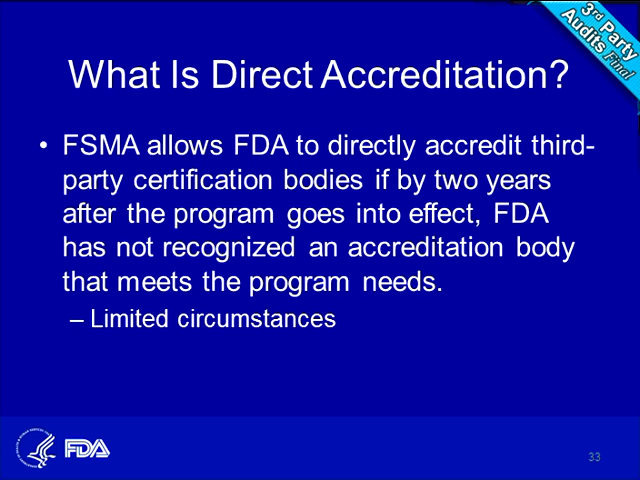 3rd Party
Audits Final
What Is Direct Accreditation?
• FSMA allows FDA to directly accredit third-
party certification bodies if by two years
after the program goes into effect, FDA
has not recognized an accreditation body
that meets the program needs.
– Limited circumstances
FDA
33